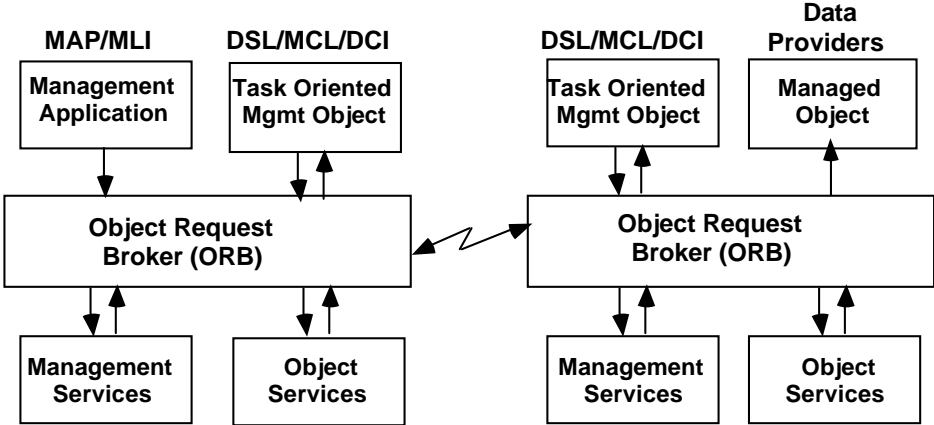 MAP/MLI
DSL/MCL/DCI
DSL/MCL/DCI
Data
Providers
Management
Application
Task Oriented
Mgmt Object
Task Oriented
Mgmt Object
Managed
Object
Object Request
Broker (ORB)
Object Request
Broker (ORB)
Management
Services
Object
Services
Management
Services
Object
Services